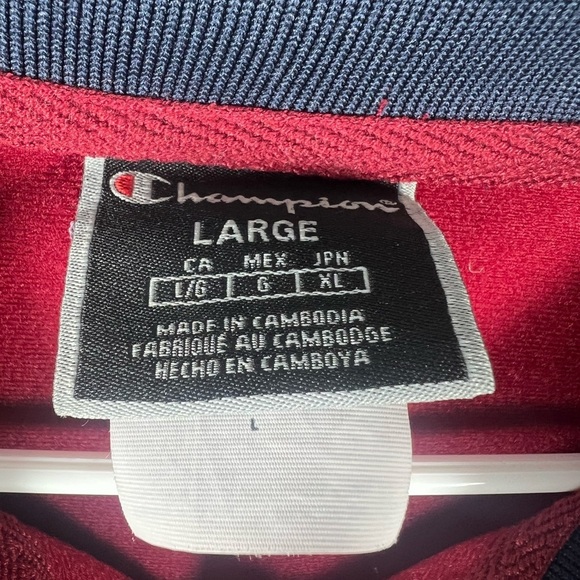 Champion
LARGE
CA MEX JPN
L/G G XL
MADE IN CAMBODIA
FABRIQUÉ AU CAMBODGE
HECHO EN CAMBOYA
L